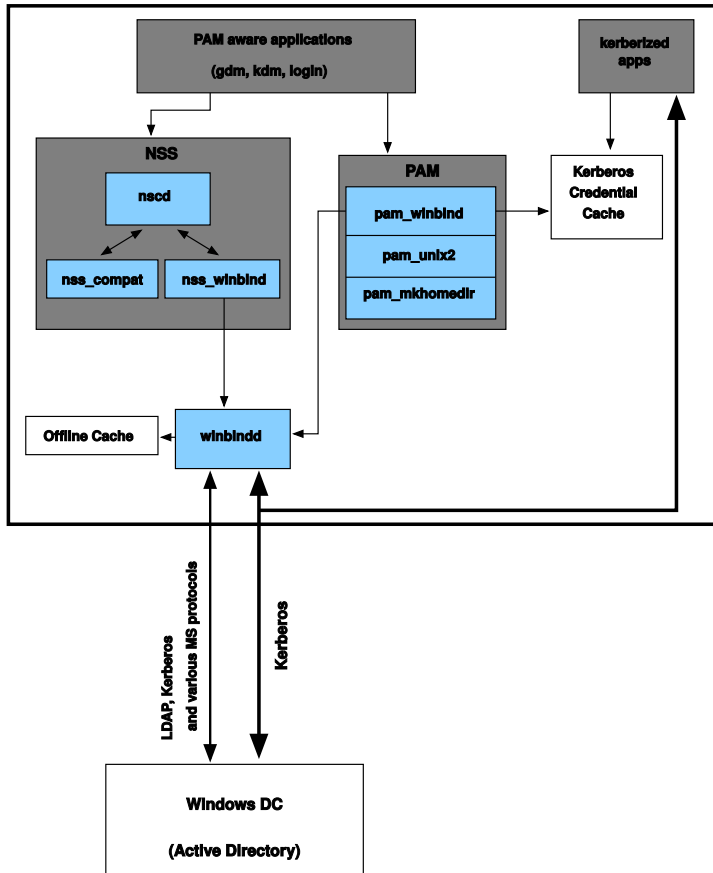 PAM aware applications
(gdm, kdm, login)
kerberized
apps
NSS
nscd
nss_compat
nss_winbind
PAM
pam_winbind
pam_unix2
pam_mkhomedir
Kerberos
Credential
Cache
Offline Cache
winbindd
LDAP, Kerberos
and various MS protocols
Kerberos
Windows DC
(Active Directory)